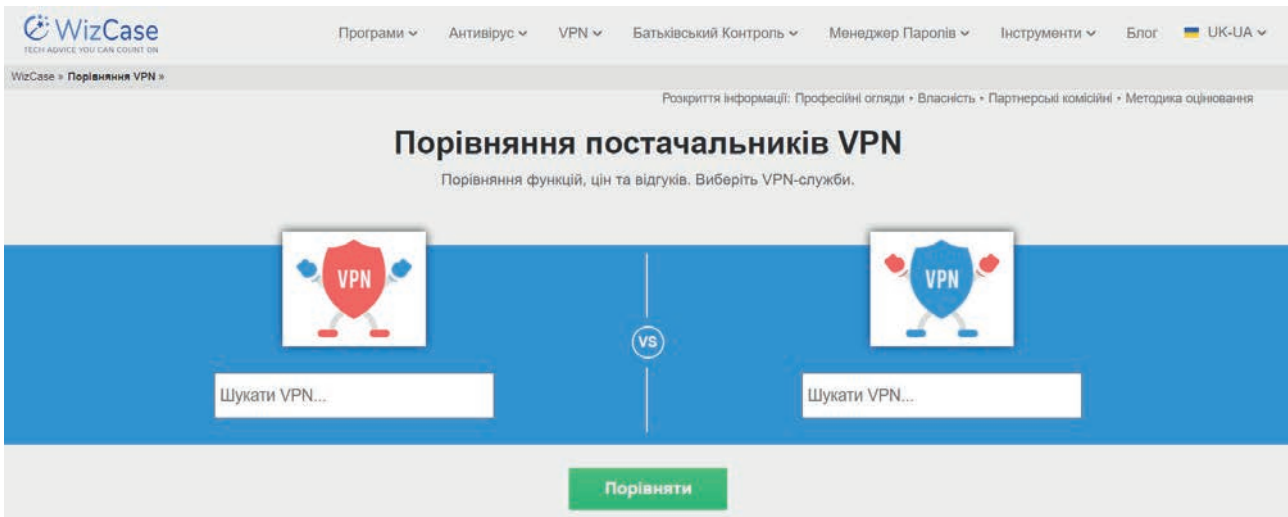 WizCase
TECH ADVICE YOU CAN COUNT ON
Програми Антивірус VPN Батьківський Контроль Менеджер Паролів Інструменти Блог UK-UA
WizCase » Порівняння VPN »
Розкриття інформації: Професійні огляди • Власність • Партнерські комісійні • Методика оцінювання
Порівняння постачальників VPN
Порівняння функцій, цін та відгуків. Виберіть VPN-служби.
VPN VPN
VS
Шукати VPN... Шукати VPN...
Порівняти